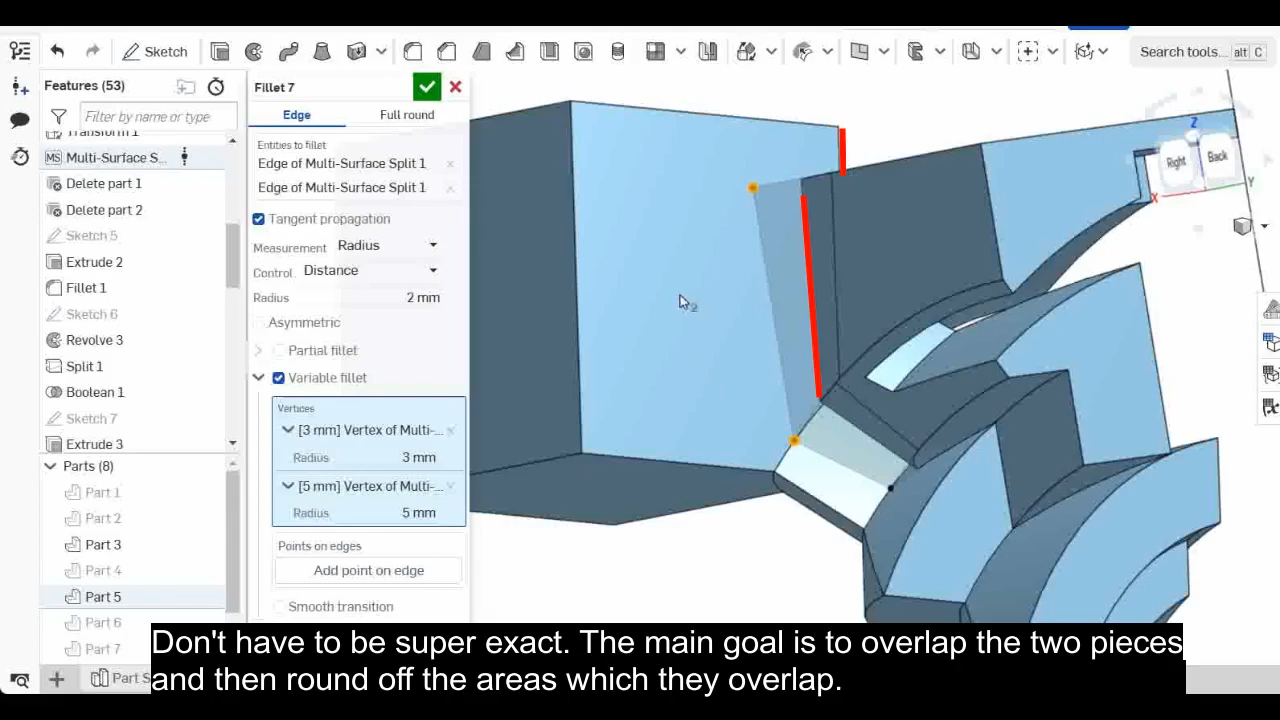 Sketch
Search tools... alt C
Features (53)
Filter by name or type
Transform 1
MS Multi-Surface S...
Delete part 1
Delete part 2
Sketch 5
Extrude 2
Fillet 1
Sketch 6
Revolve 3
Split 1
Boolean 1
Sketch 7
Extrude 3
Parts (8)
Part 1
Part 2
Part 3
Part 4
Part 5
Part 6
Part 7
Part S
Fillet 7
Edge Full round
Entities to fillet
Edge of Multi-Surface Split 1
Edge of Multi-Surface Split 1
Tangent propagation
Measurement Radius
Control Distance
Radius 2 mm
Asymmetric
Partial fillet
Variable fillet
Vertices
[3 mm] Vertex of Multi-...
Radius 3 mm
[5 mm] Vertex of Multi-...
Radius 5 mm
Points on edges
Add point on edge
Smooth transition
Z
Right Back
X Y
2
Don't have to be super exact. The main goal is to overlap the two pieces
and then round off the areas which they overlap.